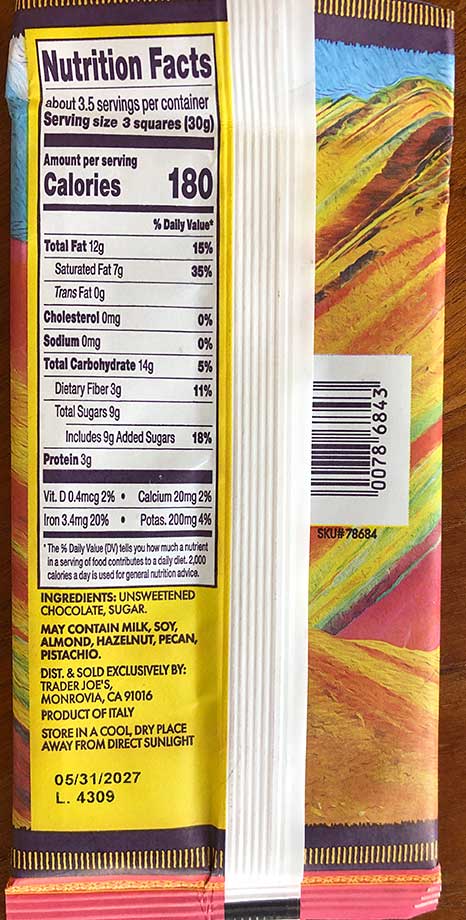 Nutrition Facts
about 3.5 servings per container
Serving size 3 squares (30g)
Amount per serving
Calories 180
% Daily Value*
Total Fat 12g 15%
Saturated Fat 7g 35%
Trans Fat 0g
Cholesterol 0mg 0%
Sodium 0mg 0%
Total Carbohydrate 14g 5%
Dietary Fiber 3g 11%
Total Sugars 9g
Includes 9g Added Sugars 18%
Protein 3g
Vit. D 0.4mcg 2% • Calcium 20mg 2%
Iron 3.4mg 20% • Potas. 200mg 4%
* The % Daily Value (DV) tells you how much a nutrient
in a serving of food contributes to a daily diet. 2,000
calories a day is used for general nutrition advice.
INGREDIENTS: UNSWEETENED
CHOCOLATE, SUGAR.
MAY CONTAIN MILK, SOY,
ALMOND, HAZELNUT, PECAN,
PISTACHIO.
DIST. & SOLD EXCLUSIVELY BY:
TRADER JOE'S,
MONROVIA, CA 91016
PRODUCT OF ITALY
STORE IN A COOL, DRY PLACE
AWAY FROM DIRECT SUNLIGHT
05/31/2027
L. 4309
0078 6843
SKU# 78684